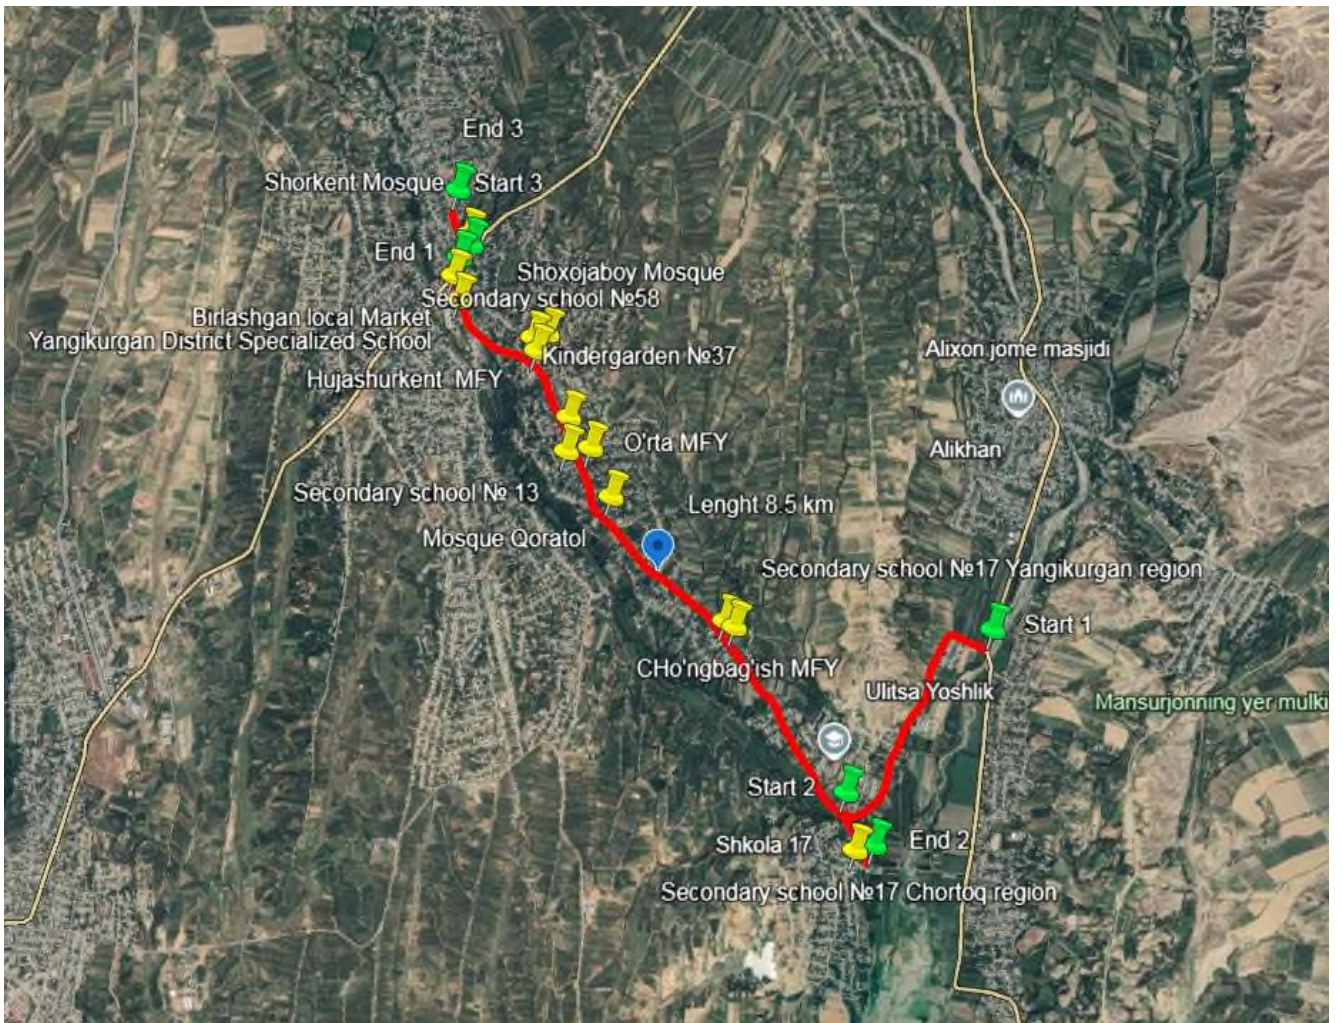 End 3
Shorkent Mosque
Start 3
End 1
Shoxojaboy Mosque
Secondary school №58
Birlashgan local Market
Yangikurgan District Specialized School
Kindergarden №37
Alixon jome masjidi
Hujashurkent MFY
O'rta MFY
Alikhan
Secondary school № 13
Lenght 8.5 km
Mosque Qoratol
Secondary school №17 Yangikurgan region
Start 1
CHo'ngbag'ish MFY
Ulitsa Yoshlik
Mansurjonning yer mulki
Start 2
Shkola 17
End 2
Secondary school №17 Chortoq region